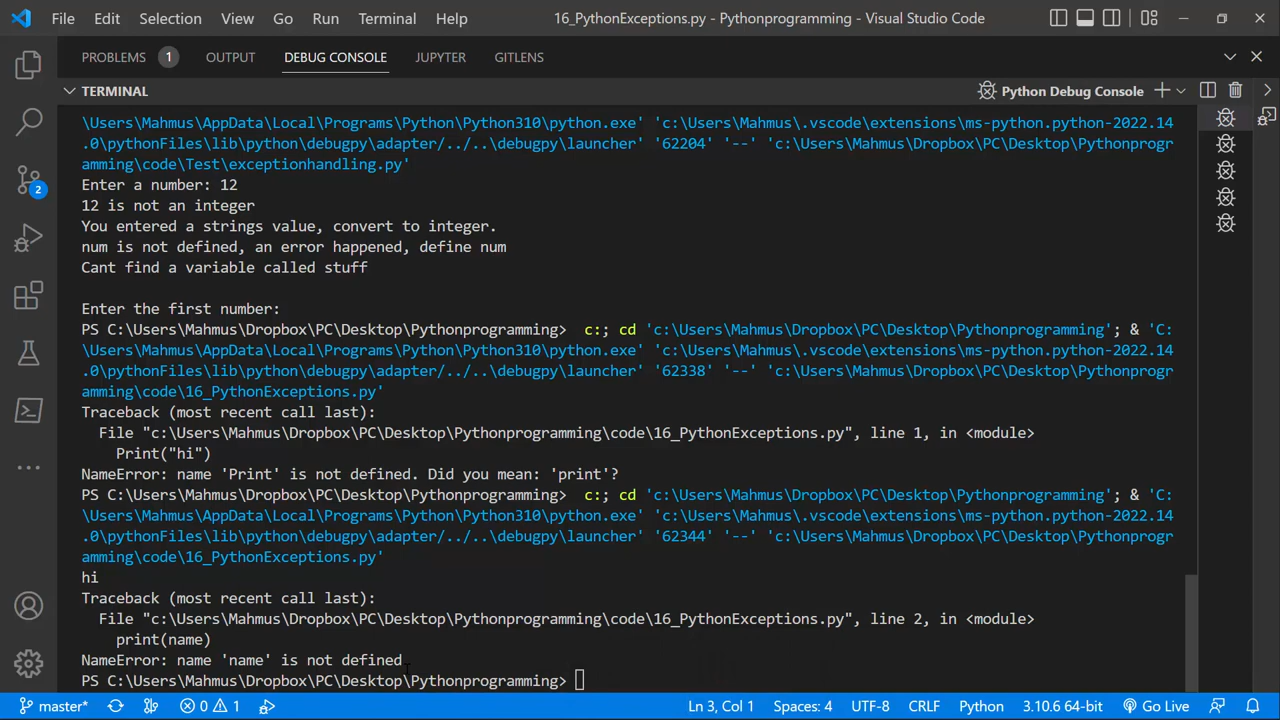 File Edit Selection View Go Run Terminal Help 16_PythonExceptions.py - Pythonprogramming - Visual Studio Code
PROBLEMS 1 OUTPUT DEBUG CONSOLE JUPYTER GITLENS
TERMINAL Python Debug Console
\Users\Mahmus\AppData\Local\Programs\Python\Python310\python.exe' 'c:\Users\Mahmus\.vscode\extensions\ms-python.python-2022.14
.0\pythonFiles\lib\python\debugpy\adapter/../..\debugpy\launcher' '62204' '--' 'c:\Users\Mahmus\Dropbox\PC\Desktop\Pythonprogr
amming\code\Test\exceptionhandling.py'
Enter a number: 12
12 is not an integer
You entered a strings value, convert to integer.
num is not defined, an error happened, define num
Cant find a variable called stuff
Enter the first number:
PS C:\Users\Mahmus\Dropbox\PC\Desktop\Pythonprogramming> c:; cd 'c:\Users\Mahmus\Dropbox\PC\Desktop\Pythonprogramming'; & 'C:
\Users\Mahmus\AppData\Local\Programs\Python\Python310\python.exe' 'c:\Users\Mahmus\.vscode\extensions\ms-python.python-2022.14
.0\pythonFiles\lib\python\debugpy\adapter/../..\debugpy\launcher' '62338' '--' 'c:\Users\Mahmus\Dropbox\PC\Desktop\Pythonprogr
amming\code\16_PythonExceptions.py'
Traceback (most recent call last):
File "c:\Users\Mahmus\Dropbox\PC\Desktop\Pythonprogramming\code\16_PythonExceptions.py", line 1, in <module>
Print("hi")
NameError: name 'Print' is not defined. Did you mean: 'print'?
PS C:\Users\Mahmus\Dropbox\PC\Desktop\Pythonprogramming> c:; cd 'c:\Users\Mahmus\Dropbox\PC\Desktop\Pythonprogramming'; & 'C:
\Users\Mahmus\AppData\Local\Programs\Python\Python310\python.exe' 'c:\Users\Mahmus\.vscode\extensions\ms-python.python-2022.14
.0\pythonFiles\lib\python\debugpy\adapter/../..\debugpy\launcher' '62344' '--' 'c:\Users\Mahmus\Dropbox\PC\Desktop\Pythonprogr
amming\code\16_PythonExceptions.py'
hi
Traceback (most recent call last):
File "c:\Users\Mahmus\Dropbox\PC\Desktop\Pythonprogramming\code\16_PythonExceptions.py", line 2, in <module>
print(name)
NameError: name 'name' is not defined
PS C:\Users\Mahmus\Dropbox\PC\Desktop\Pythonprogramming>
2
master* 0 1 Ln 3, Col 1 Spaces: 4 UTF-8 CRLF Python 3.10.6 64-bit Go Live